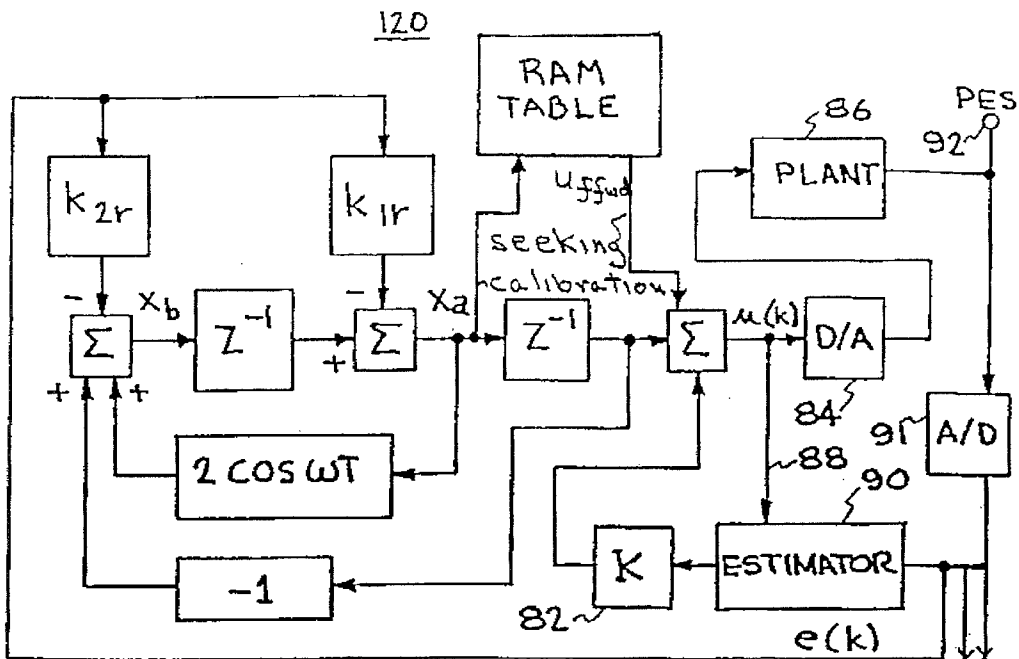 120
RAM
TABLE
86
PES
92
PLANT
K2r
K1r
uffwd
seeking
calibration
-
Xb
Z-1
-
Xa
Σ
+
+
+
Σ
Z-1
Σ
u(k)
D/A
84
91
A/D
2 COS WT
88
90
-1
K
82
ESTIMATOR
e(k)